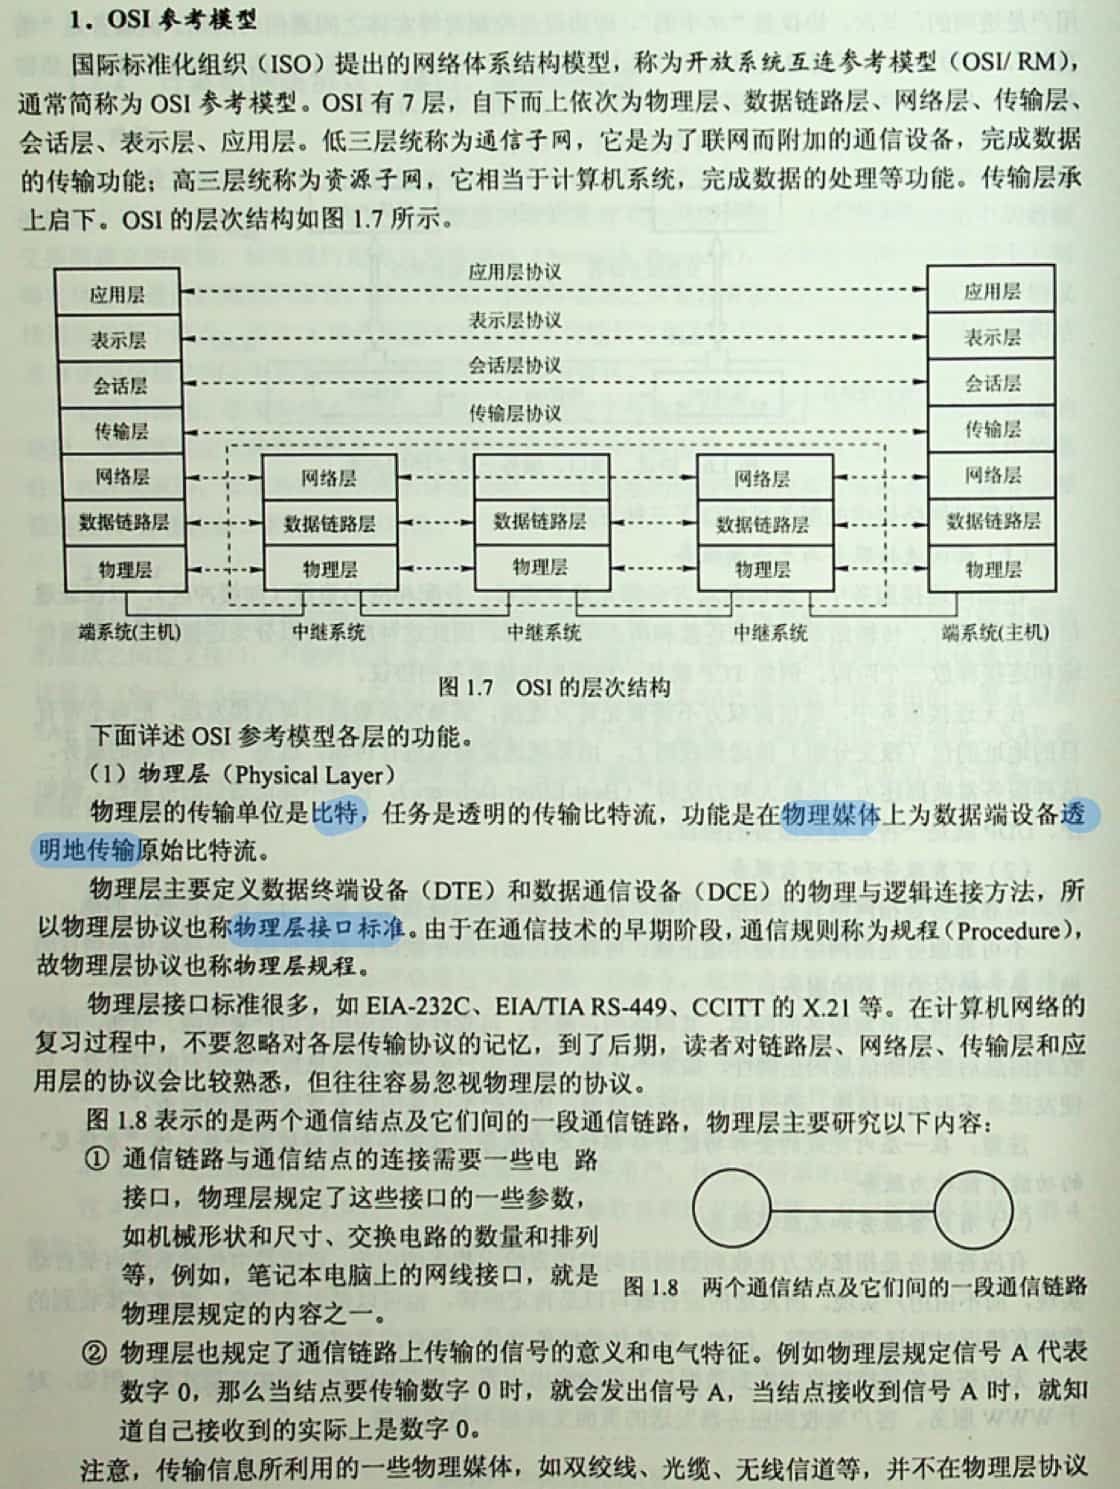 1．OSI 参考模型
国际标准化组织（ISO）提出的网络体系结构模型，称为开放系统互连参考模型（OSI/ RM），
通常简称为 OSI 参考模型。OSI 有 7 层，自下而上依次为物理层、数据链路层、网络层、传输层、
会话层、表示层、应用层。低三层统称为通信子网，它是为了联网而附加的通信设备，完成数据
的传输功能；高三层统称为资源子网，它相当于计算机系统，完成数据的处理等功能。传输层承
上启下。OSI 的层次结构如图 1.7 所示。
应用层 应用层协议 应用层
表示层 表示层协议 表示层
会话层 会话层协议 会话层
传输层 传输层协议 传输层
网络层 网络层 网络层 网络层
数据链路层 数据链路层 数据链路层 数据链路层 数据链路层
物理层 物理层 物理层 物理层 物理层
端系统(主机) 中继系统 中继系统 中继系统 端系统(主机)
图 1.7 OSI 的层次结构
下面详述 OSI 参考模型各层的功能。
（1）物理层（Physical Layer）
物理层的传输单位是比特，任务是透明的传输比特流，功能是在物理媒体上为数据端设备透
明地传输原始比特流。
物理层主要定义数据终端设备（DTE）和数据通信设备（DCE）的物理与逻辑连接方法，所
以物理层协议也称物理层接口标准。由于在通信技术的早期阶段，通信规则称为规程（Procedure），
故物理层协议也称物理层规程。
物理层接口标准很多，如 EIA-232C、EIA/TIA RS-449、CCITT 的 X.21 等。在计算机网络的
复习过程中，不要忽略对各层传输协议的记忆，到了后期，读者对链路层、网络层、传输层和应
用层的协议会比较熟悉，但往往容易忽视物理层的协议。
图 1.8 表示的是两个通信结点及它们间的一段通信链路，物理层主要研究以下内容：
① 通信链路与通信结点的连接需要一些电 路
接口，物理层规定了这些接口的一些参数，
如机械形状和尺寸、交换电路的数量和排列
等，例如，笔记本电脑上的网线接口，就是
物理层规定的内容之一。
图 1.8 两个通信结点及它们间的一段通信链路
② 物理层也规定了通信链路上传输的信号的意义和电气特征。例如物理层规定信号 A 代表
数字 0，那么当结点要传输数字 0 时，就会发出信号 A，当结点接收到信号 A 时，就知
道自己接收到的实际上是数字 0。
注意，传输信息所利用的一些物理媒体，如双绞线、光缆、无线信道等，并不在物理层协议